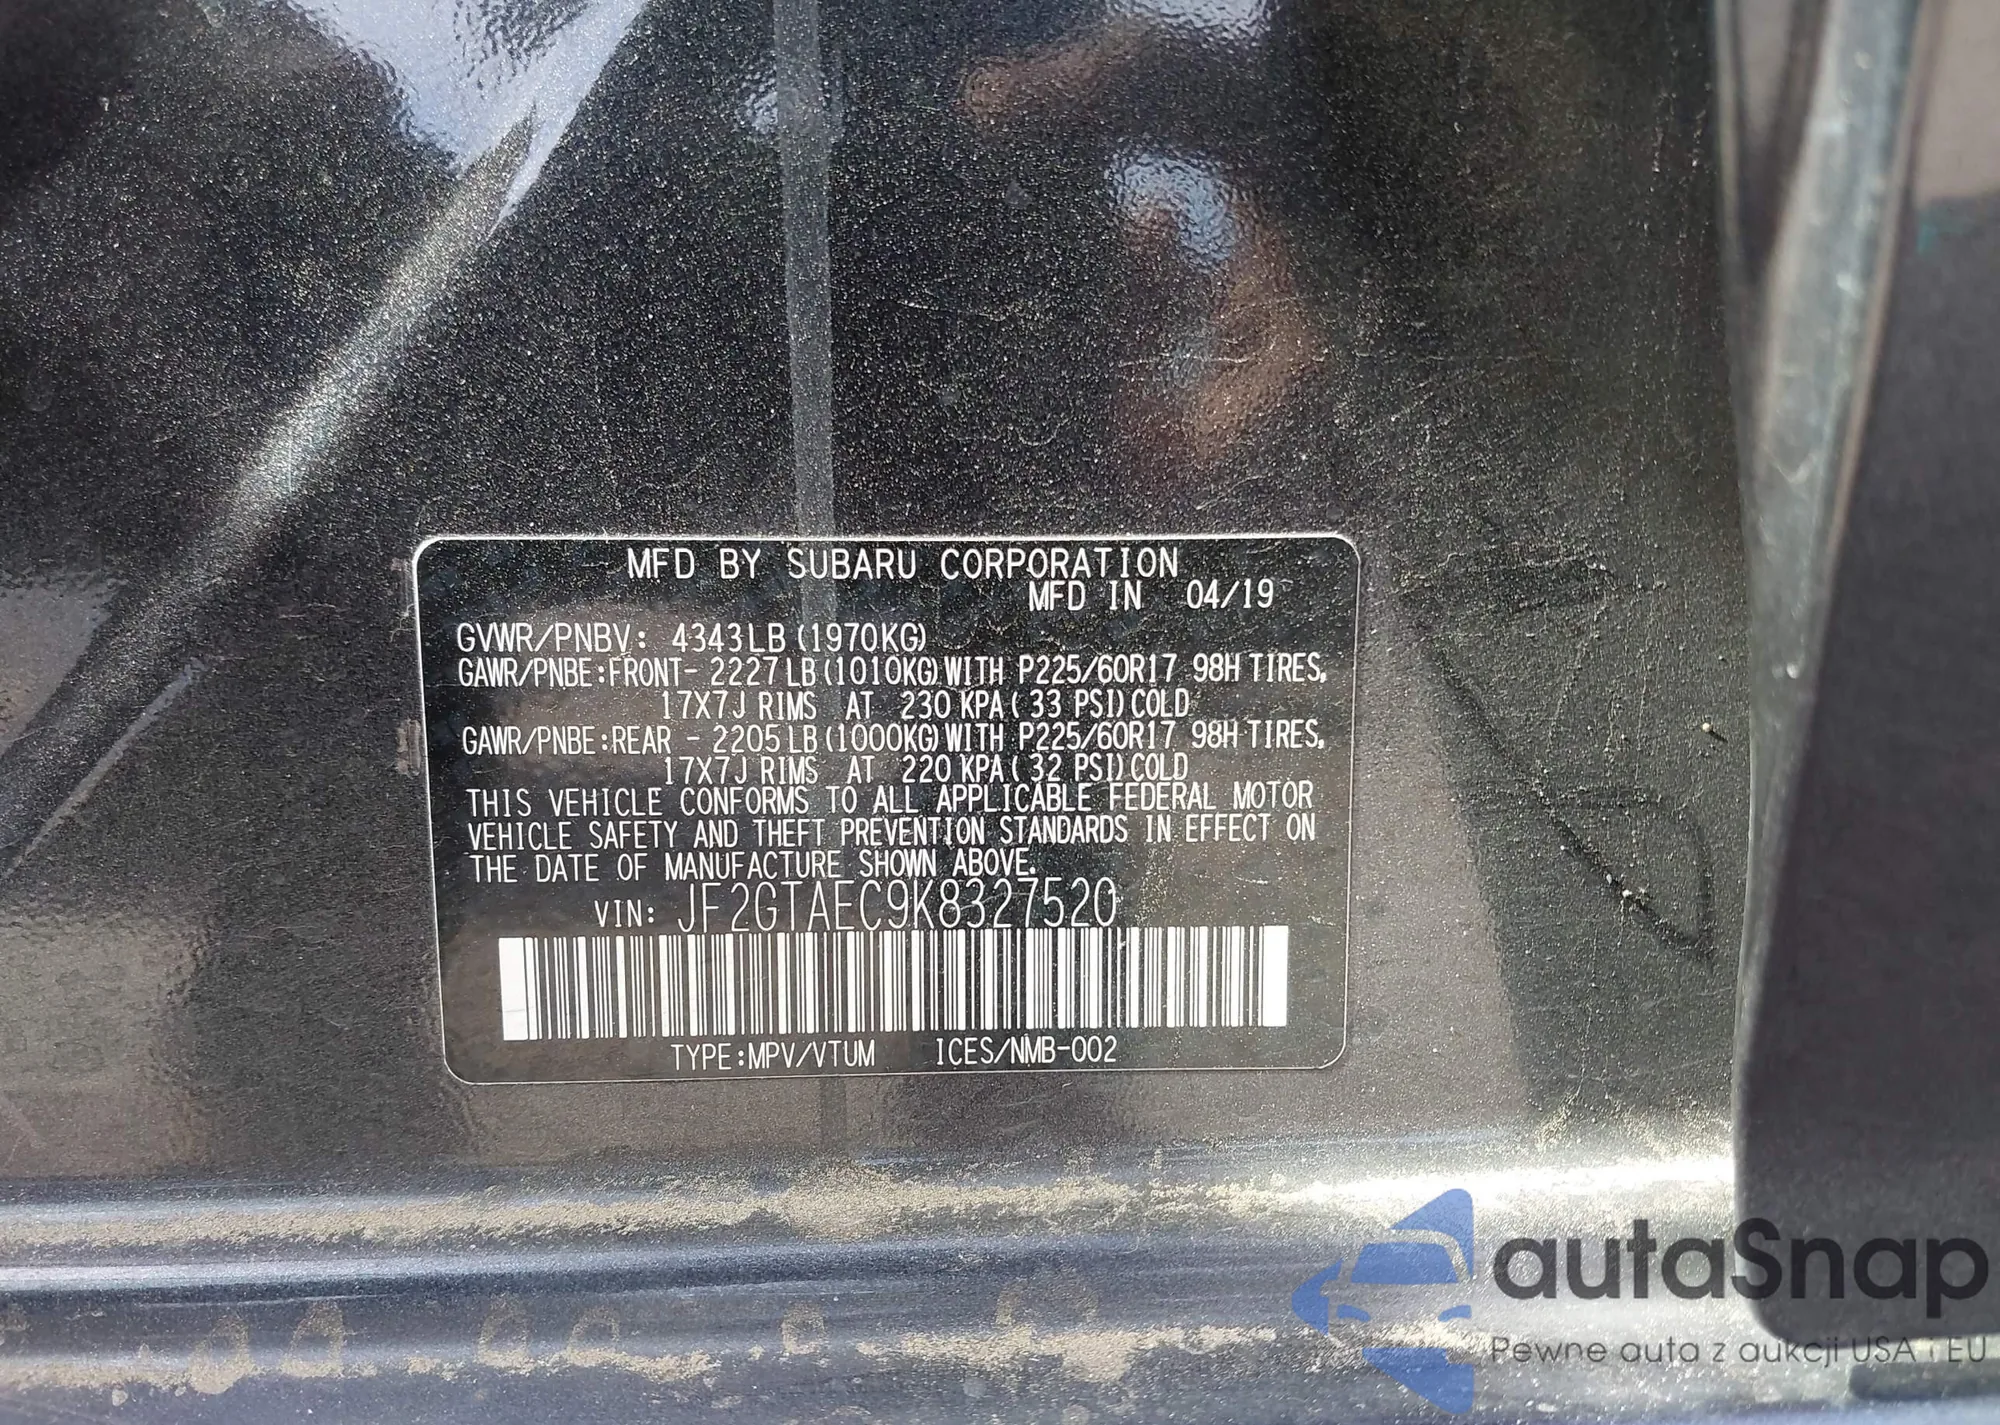 MFD BY SUBARU CORPORATION
MFD IN 04/19
GVWR/PNBV: 4343LB(1970KG)
GAWR/PNBE:FRONT- 2227LB(1010KG)WITH P225/60R17 98H TIRES,
17X7J RIMS AT 230 KPA(33 PSI)COLD
GAWR/PNBE:REAR - 2205LB(1000KG)WITH P225/60R17 98H TIRES,
17X7J RIMS AT 220 KPA(32 PSI)COLD
THIS VEHICLE CONFORMS TO ALL APPLICABLE FEDERAL MOTOR
VEHICLE SAFETY AND THEFT PREVENTION STANDARDS IN EFFECT ON
THE DATE OF MANUFACTURE SHOWN ABOVE.
VIN: JF2GTAEC9K8327520
TYPE:MPV/VTUM ICES/NMB-002
autaSnap
Pewne auta z aukcji USA i EU